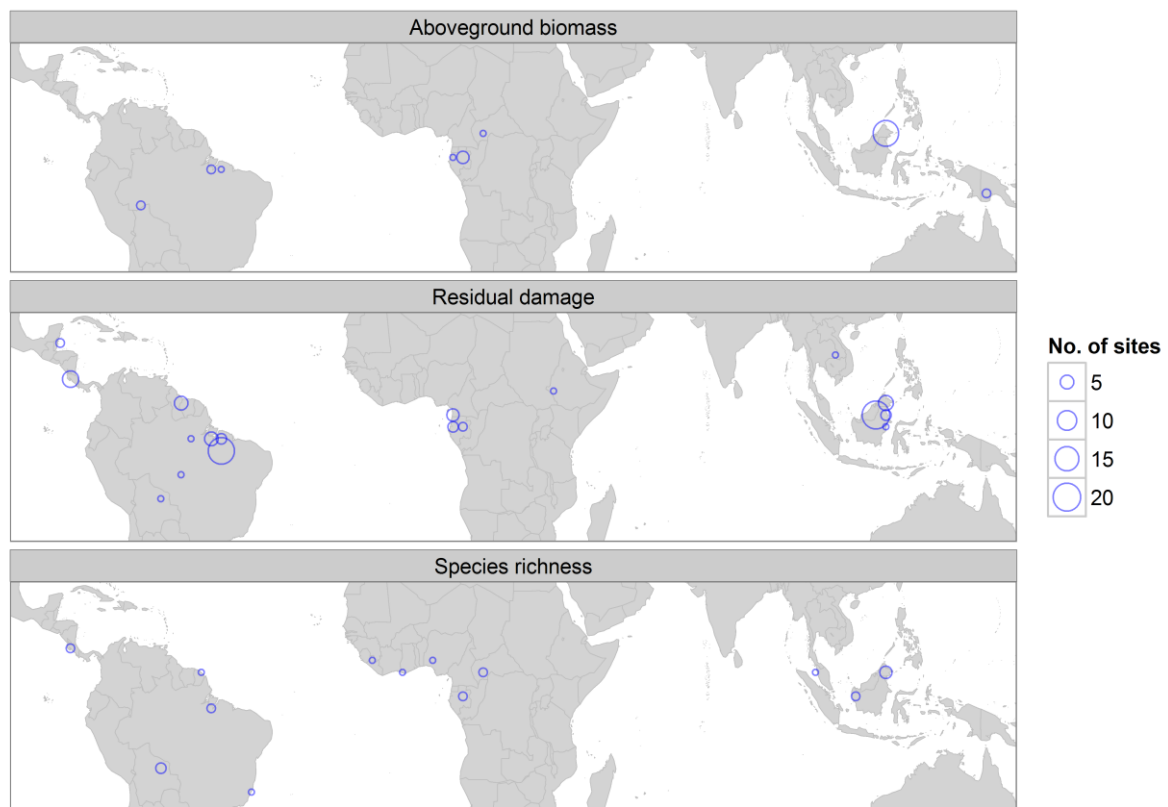 Aboveground biomass
Residual damage
No. of sites
5
10
15
20
Species richness